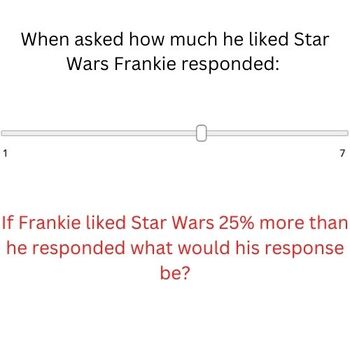 When asked how much he liked Star
Wars Frankie responded:
1
7
If Frankie liked Star Wars 25% more than
he responded what would his response
be?